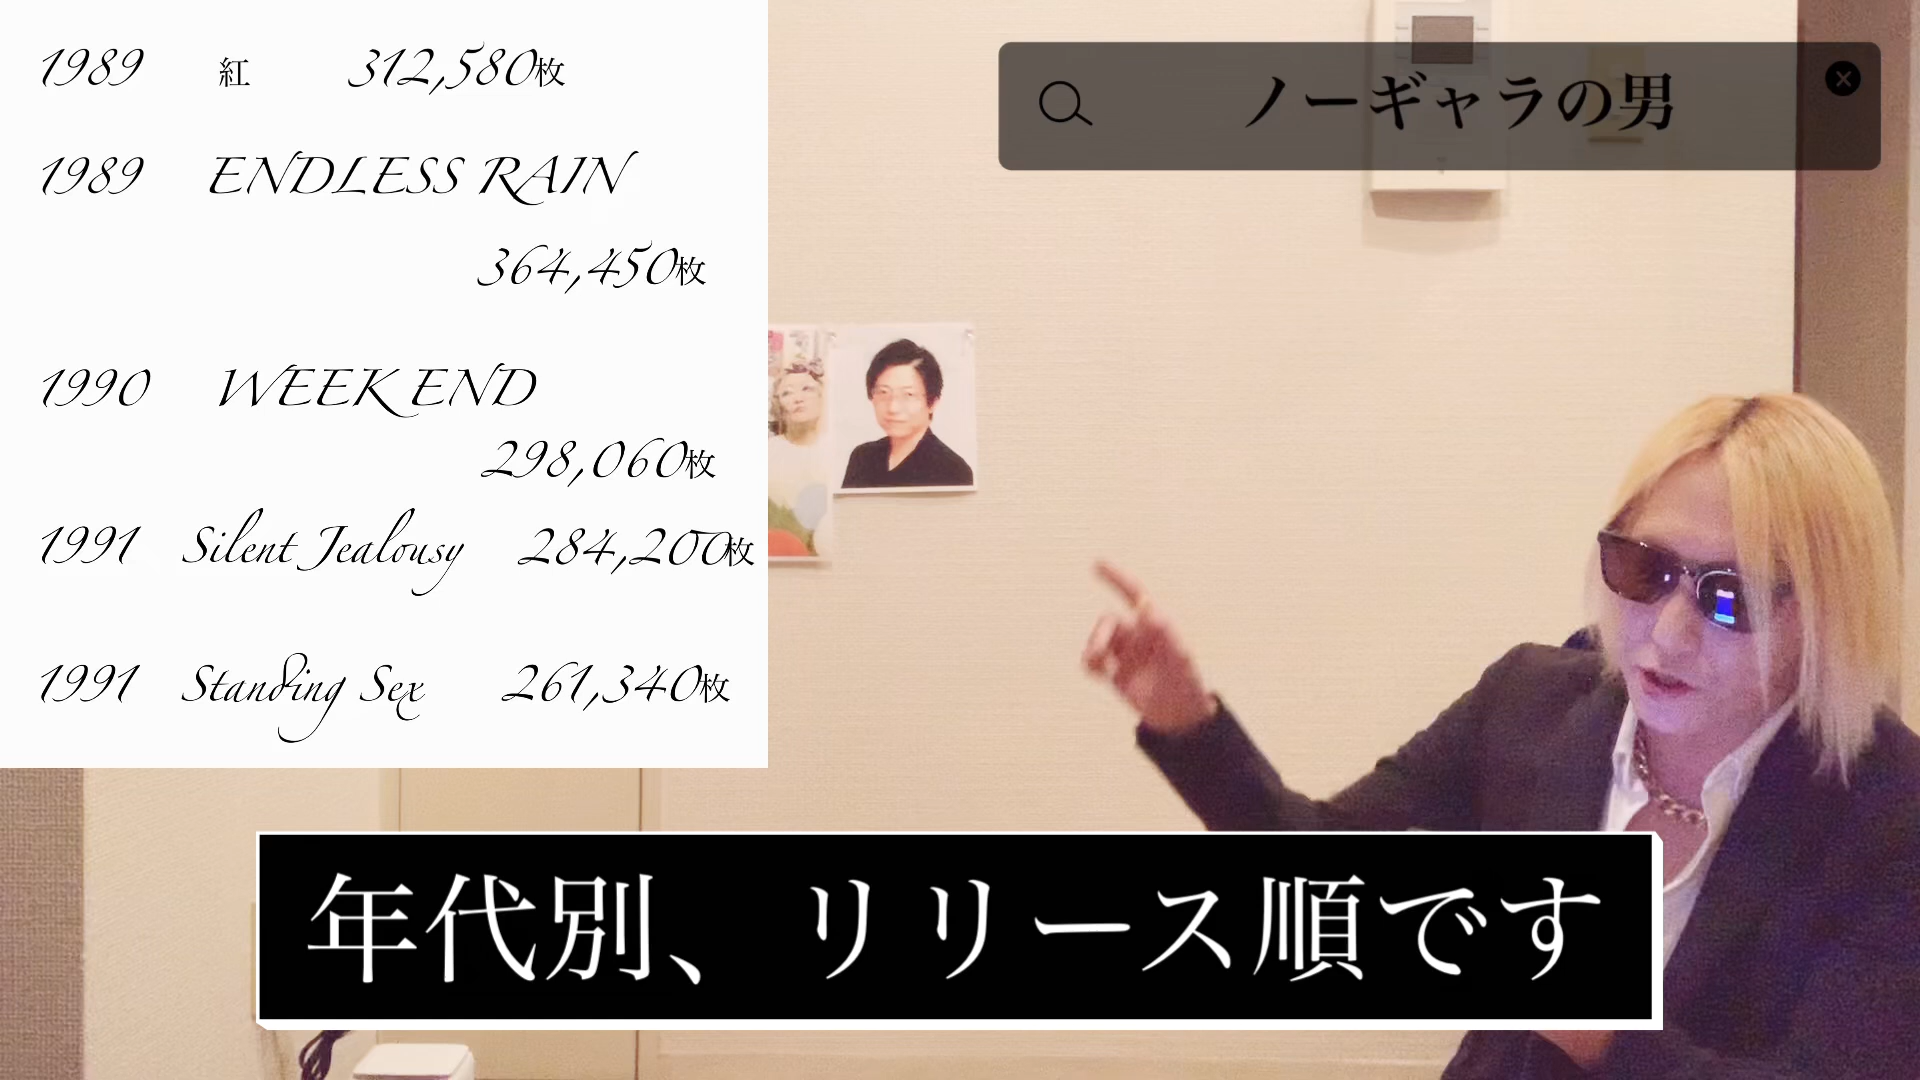 1989 紅 312,580枚
1989 ENDLESS RAIN
364,450枚
1990 WEEK END
298,060枚
1991 Silent Jealousy 284,200枚
1991 Standing Sex 261,340枚
ノーギャラの男
年代別、リリース順です